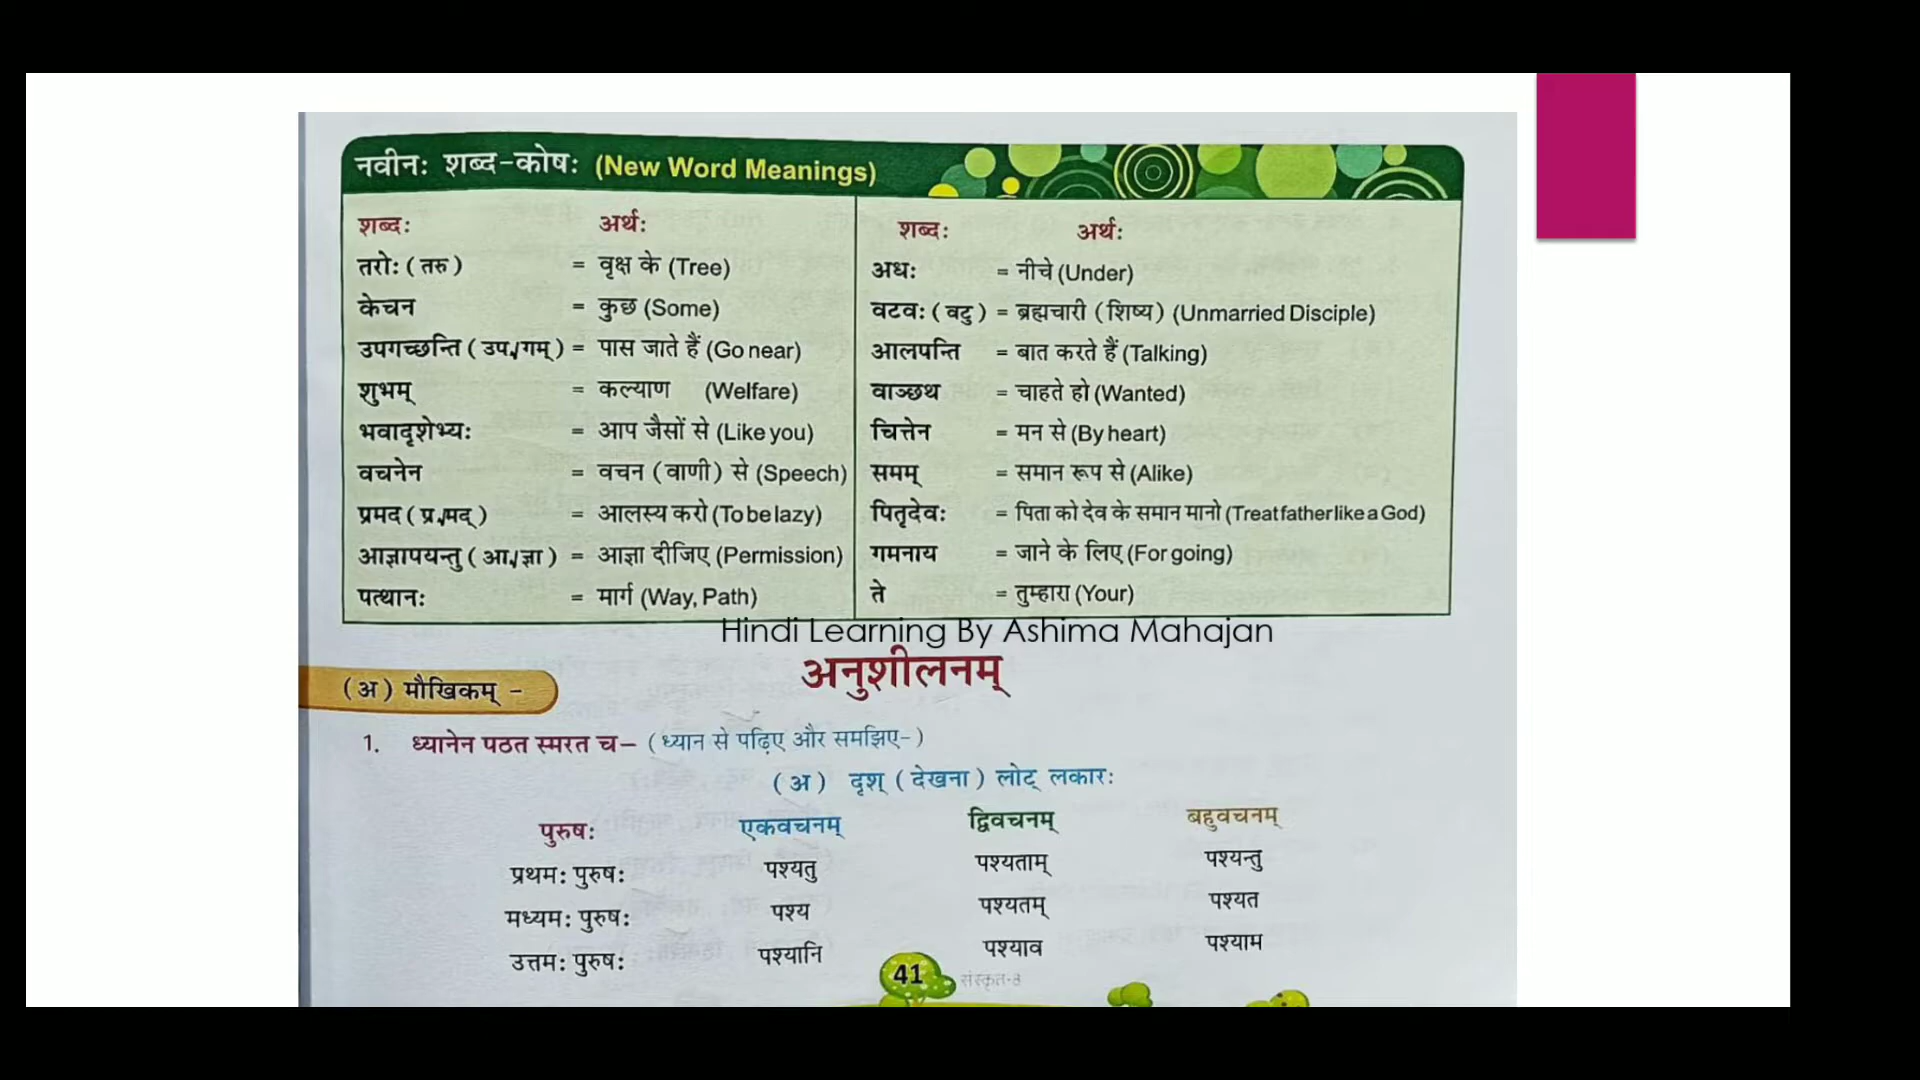 नवीनः शब्द-कोषः (New Word Meanings)
शब्दः अर्थः
तरोः ( तरु ) = वृक्ष के (Tree)
केचन = कुछ (Some)
उपगच्छन्ति ( उप√गम् ) = पास जाते हैं (Go near)
शुभम् = कल्याण (Welfare)
भवादृशेभ्यः = आप जैसों से (Like you)
वचनेन = वचन ( वाणी ) से (Speech)
प्रमद ( प्र√मद् ) = आलस्य करो (To be lazy)
आज्ञापयन्तु ( आ√ज्ञा ) = आज्ञा दीजिए (Permission)
पत्थानः = मार्ग (Way, Path)
शब्दः अर्थः
अधः = नीचे (Under)
वटवः ( वटु ) = ब्रह्मचारी ( शिष्य ) (Unmarried Disciple)
आलपन्ति = बात करते हैं (Talking)
वाञ्छथ = चाहते हो (Wanted)
चित्तेन = मन से (By heart)
समम् = समान रूप से (Alike)
पितृदेवः = पिता को देव के समान मानो (Treat father like a God)
गमनाय = जाने के लिए (For going)
ते = तुम्हारा (Your)
Hindi Learning By Ashima Mahajan
अनुशीलनम्
( अ ) मौखिकम् -
1. ध्यानेन पठत स्मरत च– ( ध्यान से पढ़िए और समझिए- )
( अ ) दृश् ( देखना ) लोट् लकारः
पुरुषः एकवचनम् द्विवचनम् बहुवचनम्
प्रथमः पुरुषः पश्यतु पश्यताम् पश्यन्तु
मध्यमः पुरुषः पश्य पश्यतम् पश्यत
उत्तमः पुरुषः पश्यानि पश्याव पश्याम
41 संस्कृत-8